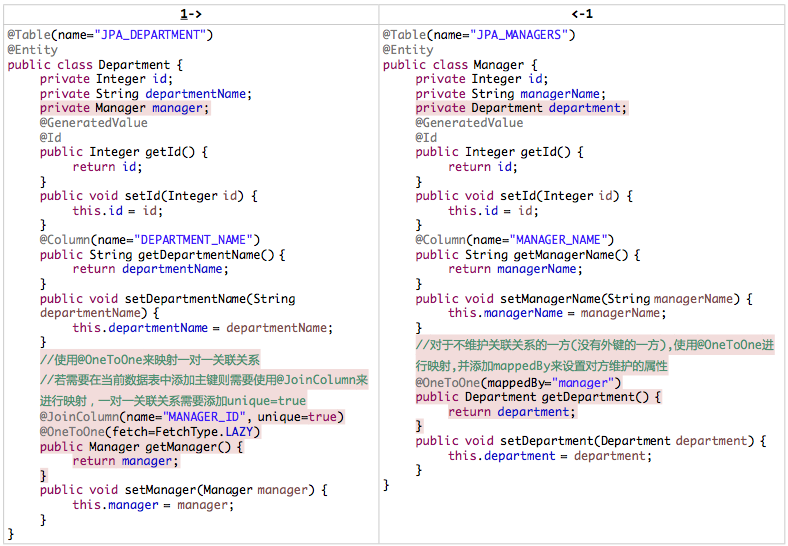 1->
@Table(name="JPA_DEPARTMENT")
@Entity
public class Department {
private Integer id;
private String departmentName;
private Manager manager;
@GeneratedValue
@Id
public Integer getId() {
return id;
}
public void setId(Integer id) {
this.id = id;
}
@Column(name="DEPARTMENT_NAME")
public String getDepartmentName() {
return departmentName;
}
public void setDepartmentName(String
departmentName) {
this.departmentName = departmentName;
}
//使用@OneToOne来映射一对一关联关系
//若需要在当前数据表中添加主键则需要使用@JoinColumn来
进行映射，一对一关联关系需要添加unique=true
@JoinColumn(name="MANAGER_ID", unique=true)
@OneToOne(fetch=FetchType.LAZY)
public Manager getManager() {
return manager;
}
public void setManager(Manager manager) {
this.manager = manager;
}
}
<-1
@Table(name="JPA_MANAGERS")
@Entity
public class Manager {
private Integer id;
private String managerName;
private Department department;
@GeneratedValue
@Id
public Integer getId() {
return id;
}
public void setId(Integer id) {
this.id = id;
}
@Column(name="MANAGER_NAME")
public String getManagerName() {
return managerName;
}
public void setManagerName(String managerName) {
this.managerName = managerName;
}
//对于不维护关联关系的一方(没有外键的一方),使用@OneToOne进
行映射,并添加mappedBy来设置对方维护的属性
@OneToOne(mappedBy="manager")
public Department getDepartment() {
return department;
}
public void setDepartment(Department department) {
this.department = department;
}
}